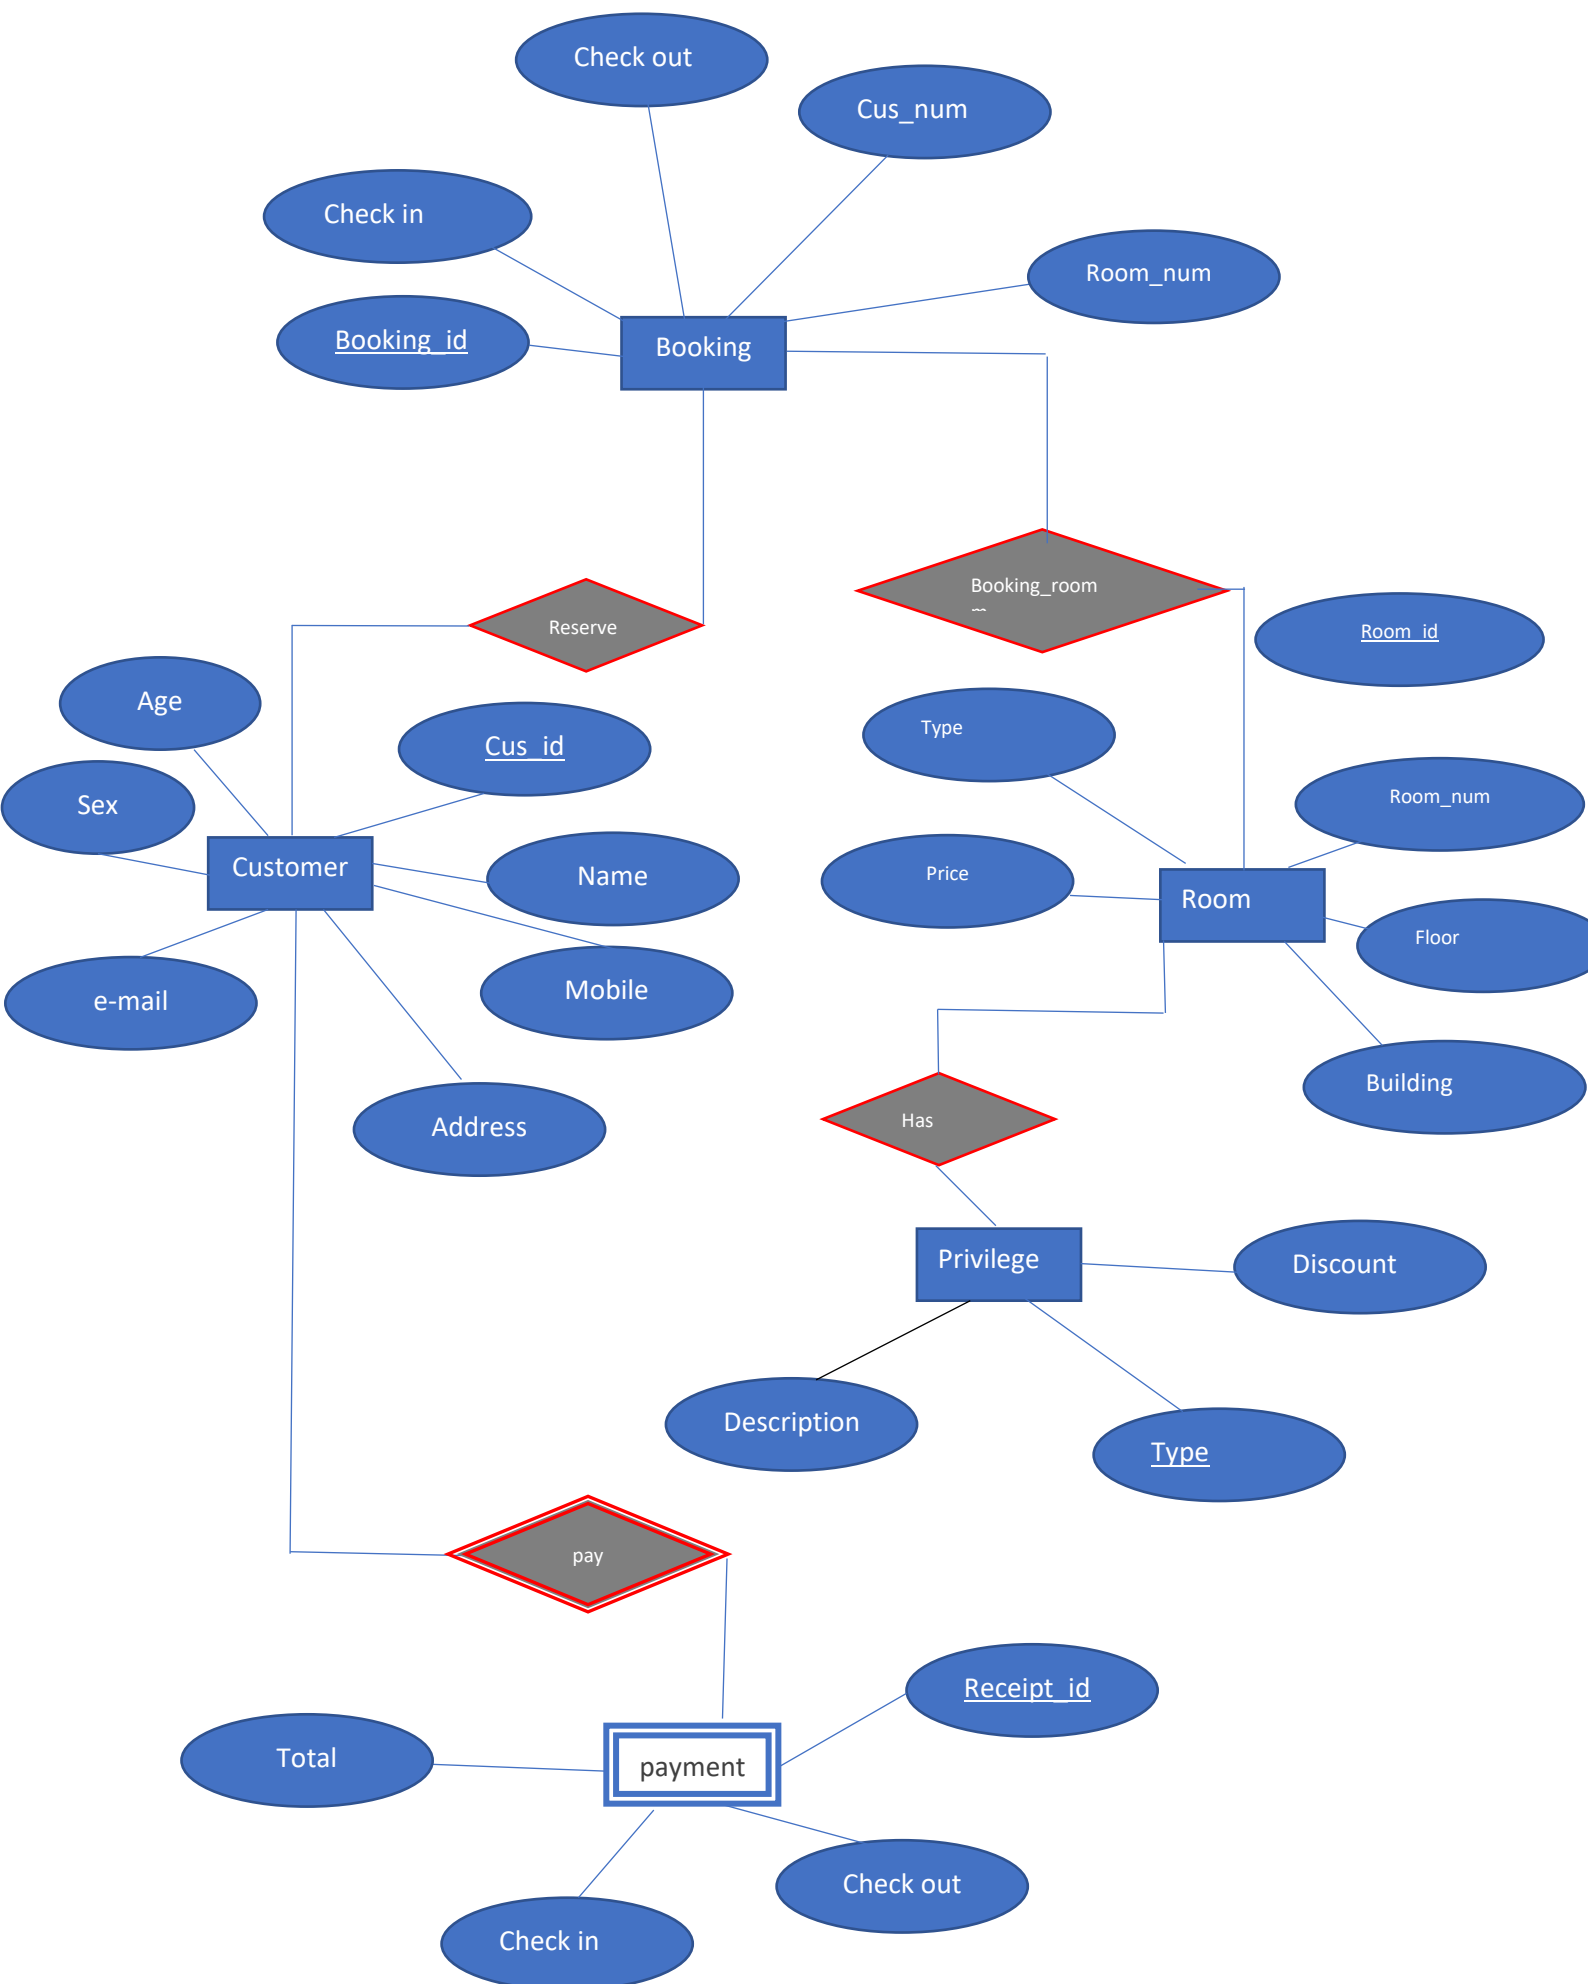 Check out
Cus_num
Check in
Room_num
Booking_id
Booking
Booking_room
Reserve
Room_id
Age
Type
Cus_id
Sex
Room_num
Customer
Name
Price
Room
Floor
e-mail
Mobile
Building
Address
Has
Privilege
Discount
Description
Type
pay
Receipt_id
Total
payment
Check out
Check in